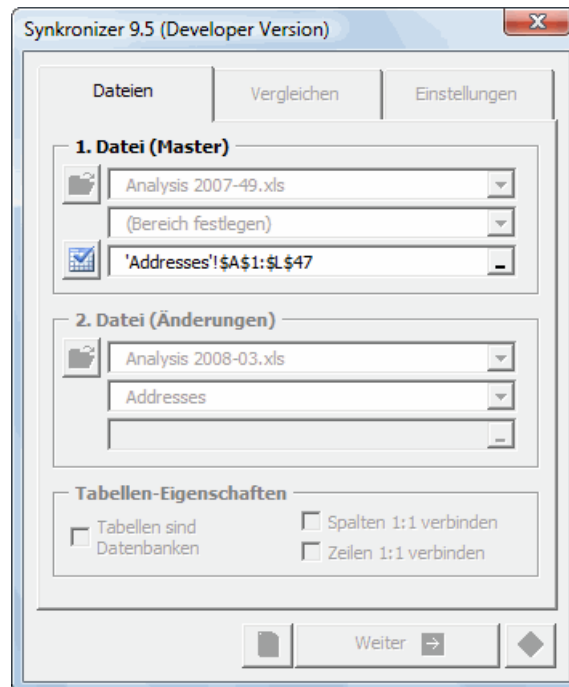 Synkronizer 9.5 (Developer Version)
Dateien
Vergleichen
Einstellungen
1. Datei (Master)
Analysis 2007-49.xls
(Bereich festlegen)
'Addresses'!$A$1:$L$47
2. Datei (Änderungen)
Analysis 2008-03.xls
Addresses
Tabellen-Eigenschaften
Tabellen sind
Datenbanken
Spalten 1:1 verbinden
Zeilen 1:1 verbinden
Weiter